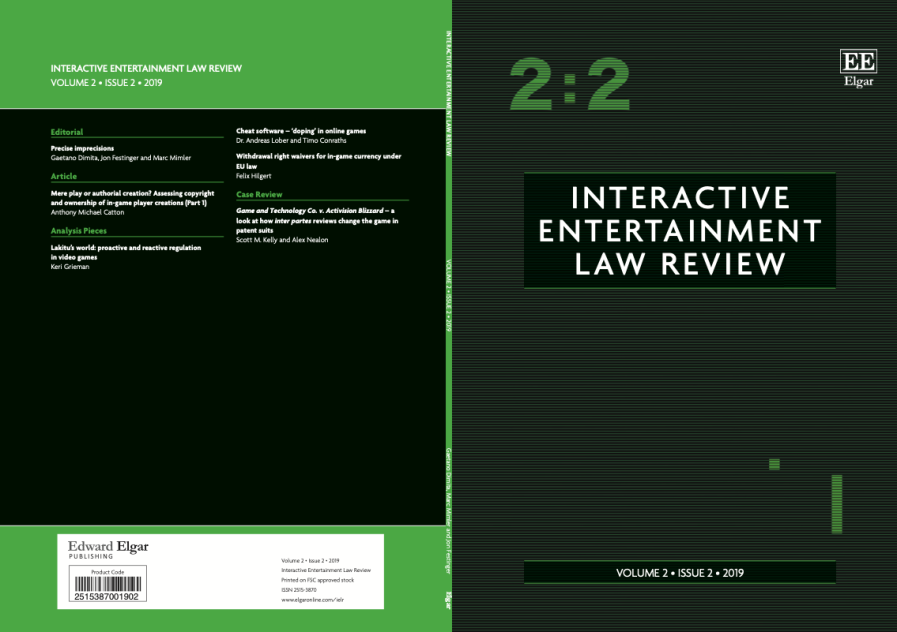 INTERACTIVE ENTERTAINMENT LAW REVIEW
VOLUME 2 • ISSUE 2 • 2019
Editorial
Precise imprecisions
Gaetano Dimita, Jon Festinger and Marc Mimler
Article
Mere play or authorial creation? Assessing copyright
and ownership of in-game player creations (Part 1)
Anthony Michael Catton
Analysis Pieces
Lakitu's world: proactive and reactive regulation
in video games
Keri Grieman
Cheat software – 'doping' in online games
Dr. Andreas Lober and Timo Conraths
Withdrawal right waivers for in-game currency under
EU law
Felix Hilgert
Case Review
Game and Technology Co. v. Activision Blizzard – a
look at how inter partes reviews change the game in
patent suits
Scott M. Kelly and Alex Nealon
Edward Elgar
PUBLISHING
Product Code
2515387001902
Volume 2 • Issue 2 • 2019
Interactive Entertainment Law Review
Printed on FSC approved stock
ISSN 2515-3870
www.elgaronline.com/ielr
INTERACTIVE ENTERTAINMENT LAW REVIEW
VOLUME 2 • ISSUE 2 • 2019
Gaetano Dimita, Marc Mimler and Jon Festinger
Elgar
2:2
EE
Elgar
INTERACTIVE
ENTERTAINMENT
LAW REVIEW
VOLUME 2 • ISSUE 2 • 2019